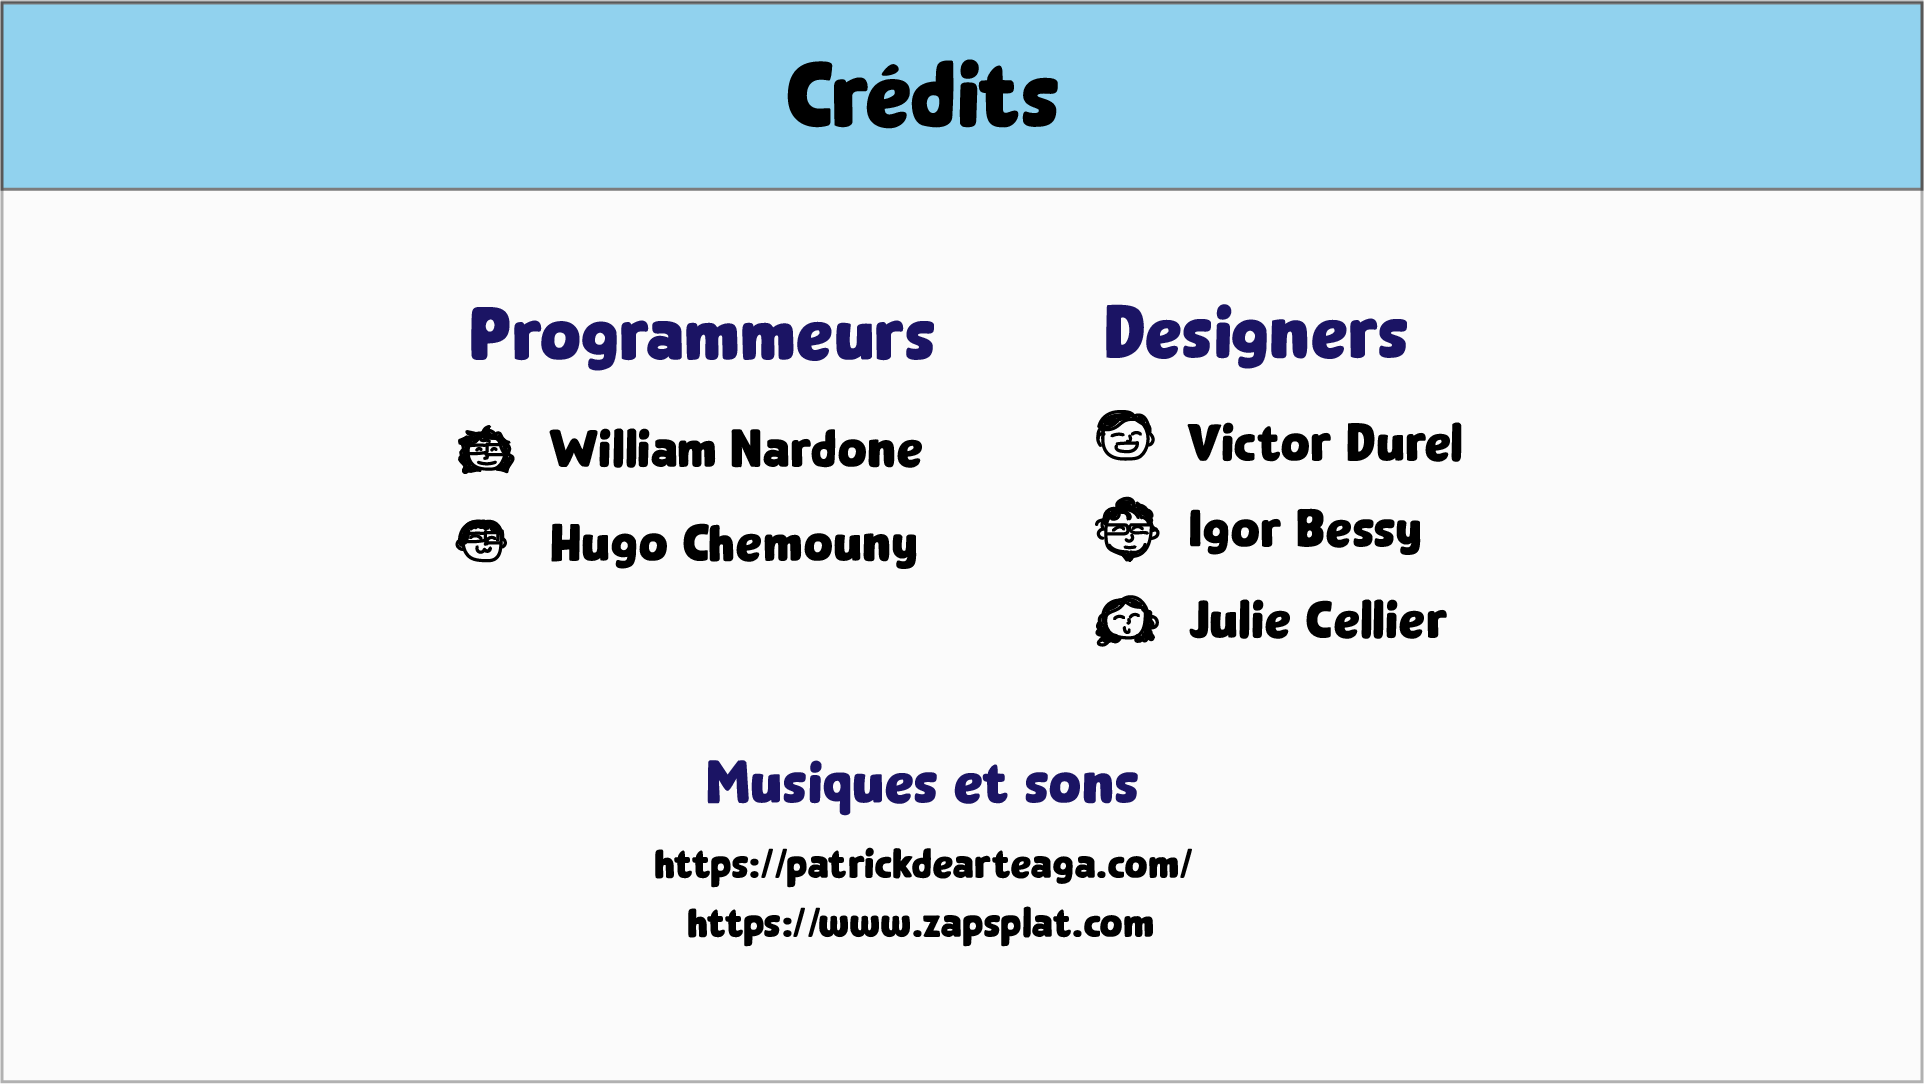 Crédits
Programmeurs
William Nardone
Hugo Chemouny
Designers
Victor Durel
Igor Bessy
Julie Cellier
Musiques et sons
https://patrickdearteaga.com/
https://www.zapsplat.com